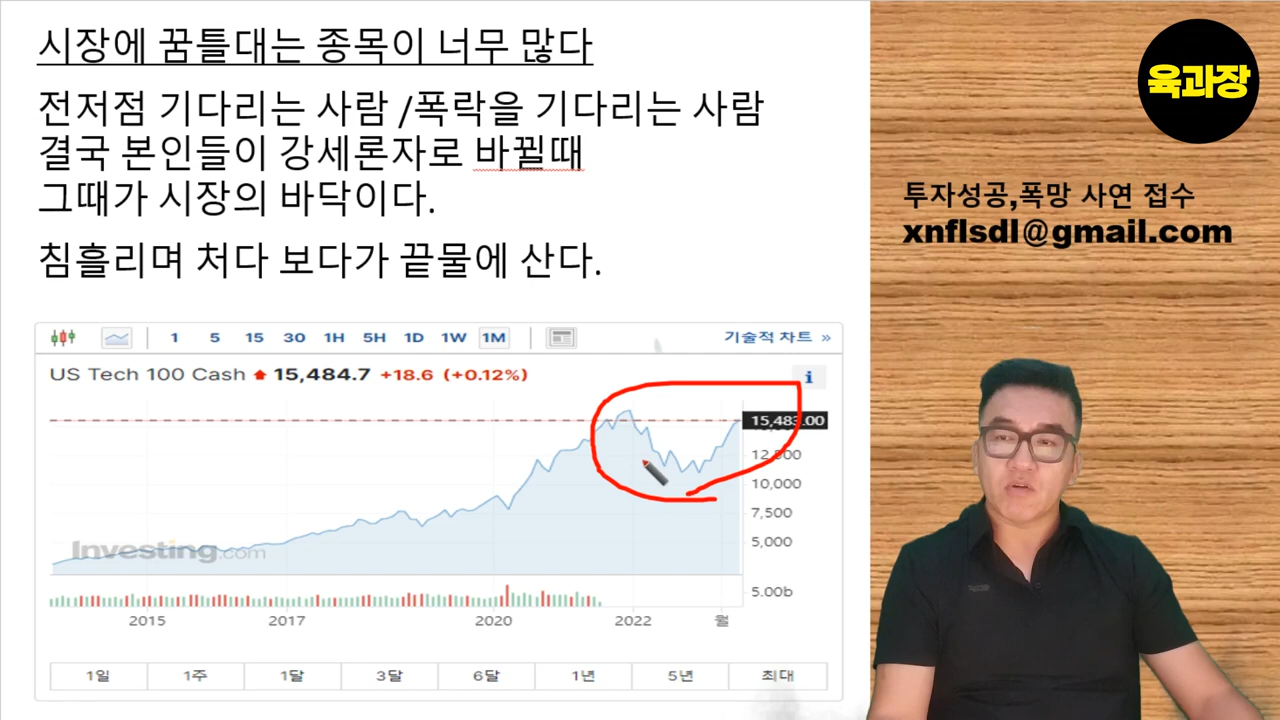 시장에 꿈틀대는 종목이 너무 많다
전저점 기다리는 사람 /폭락을 기다리는 사람
결국 본인들이 강세론자로 바뀔때
그때가 시장의 바닥이다.
침흘리며 처다 보다가 끝물에 산다.
육과장
투자성공,폭망 사연 접수
xnflsdl@gmail.com
1 5 15 30 1H 5H 1D 1W 1M 기술적 차트 »
US Tech 100 Cash 15,484.7 +18.6 (+0.12%) i
15,483.00
12,500
10,000
7,500
5,000
Investing.com
5.00b
2015 2017 2020 2022 월
1일 1주 1달 3달 6달 1년 5년 최대